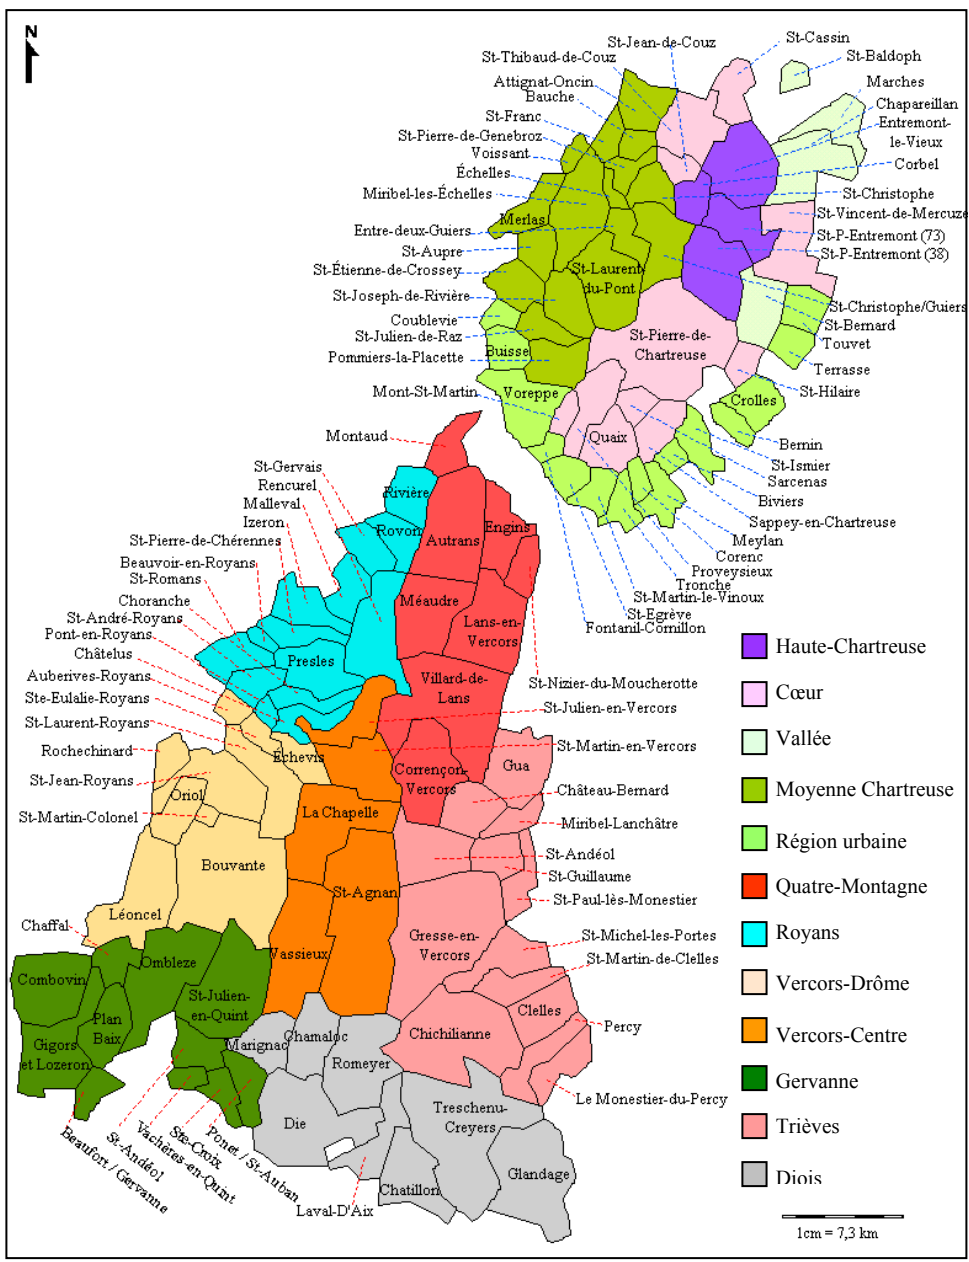 N
St-Jean-de-Couz
St-Cassin
St-Thibaud-de-Couz
St-Baldoph
Attignat-Oncin
Marches
Bauche
Chapareillan
St-Franc
Entremont-
le-Vieux
St-Pierre-de-Genebroz
Voissant
Corbel
Échelles
Miribel-les-Échelles
St-Christophe
Merlas
St-Vincent-de-Mercuze
Entre-deux-Guiers
St-P-Entremont (73)
St-Aupre
St-P-Entremont (38)
St-Étienne-de-Crossey
St-Laurent
du-Pont
St-Joseph-de-Rivière
St-Christophe/Guiers
Coublevie
St-Bernard
St-Julien-de-Raz
St-Pierre-de-
Chartreuse
Touvet
Buisse
Pommiers-la-Placette
Terrasse
Mont-St-Martin
Voreppe
St-Hilaire
Crolles
Quaix
Bernin
St-Ismier
Sarcenas
Biviers
Sappey-en-Chartreuse
Meylan
Corenc
Proveysieux
Tronche
St-Martin-le-Vinoux
St-Egrève
Fontanil-Cornillon
Montaud
St-Gervais
Rencurel
Malleval
Izeron
Rivière
Rovon
Autrans
Engins
St-Pierre-de-Chérennes
Beauvoir-en-Royans
St-Romans
Choranche
St-André-Royans
Pont-en-Royans
Châtelus
Auberives-Royans
Ste-Eulalie-Royans
St-Laurent-Royans
Rochechinard
St-Jean-Royans
St-Martin-Colonel
Méaudre
Lans-en-
Vercors
Presles
Villard-de-
Lans
St-Nizier-du-Moucherotte
St-Julien-en-Vercors
St-Martin-en-Vercors
Échevis
Corrençon-
Vercors
Gua
Château-Bernard
Oriol
La Chapelle
Miribel-Lanchâtre
Bouvante
St-Andéol
St-Guillaume
St-Agnan
St-Paul-lès-Monestier
Léoncel
Chaffal
Gresse-en-
Vercors
St-Michel-les-Portes
St-Martin-de-Clelles
Vassieux
Ombleze
Combovin
St-Julien-
en-Quint
Clelles
Plan
Baix
Chichilianne
Percy
Gigors
et Lozeron
Marignac
Chamaloc
Romeyer
Le Monestier-du-Percy
Die
Treschenu-
Creyers
Glandage
Chatillon
Laval-D'Aix
Beaufort / Gervanne
St-Andéol
Vachères-en-Quint
Ste-Croix
Ponet / St-Auban
Haute-Chartreuse
Cœur
Vallée
Moyenne Chartreuse
Région urbaine
Quatre-Montagne
Royans
Vercors-Drôme
Vercors-Centre
Gervanne
Trièves
Diois
1cm = 7,3 km